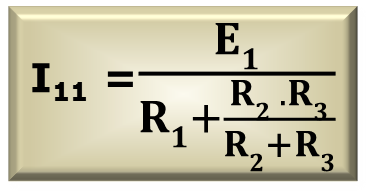 I₁₁ = E₁ / (R₁ + (R₂ . R₃) / (R₂ + R₃))